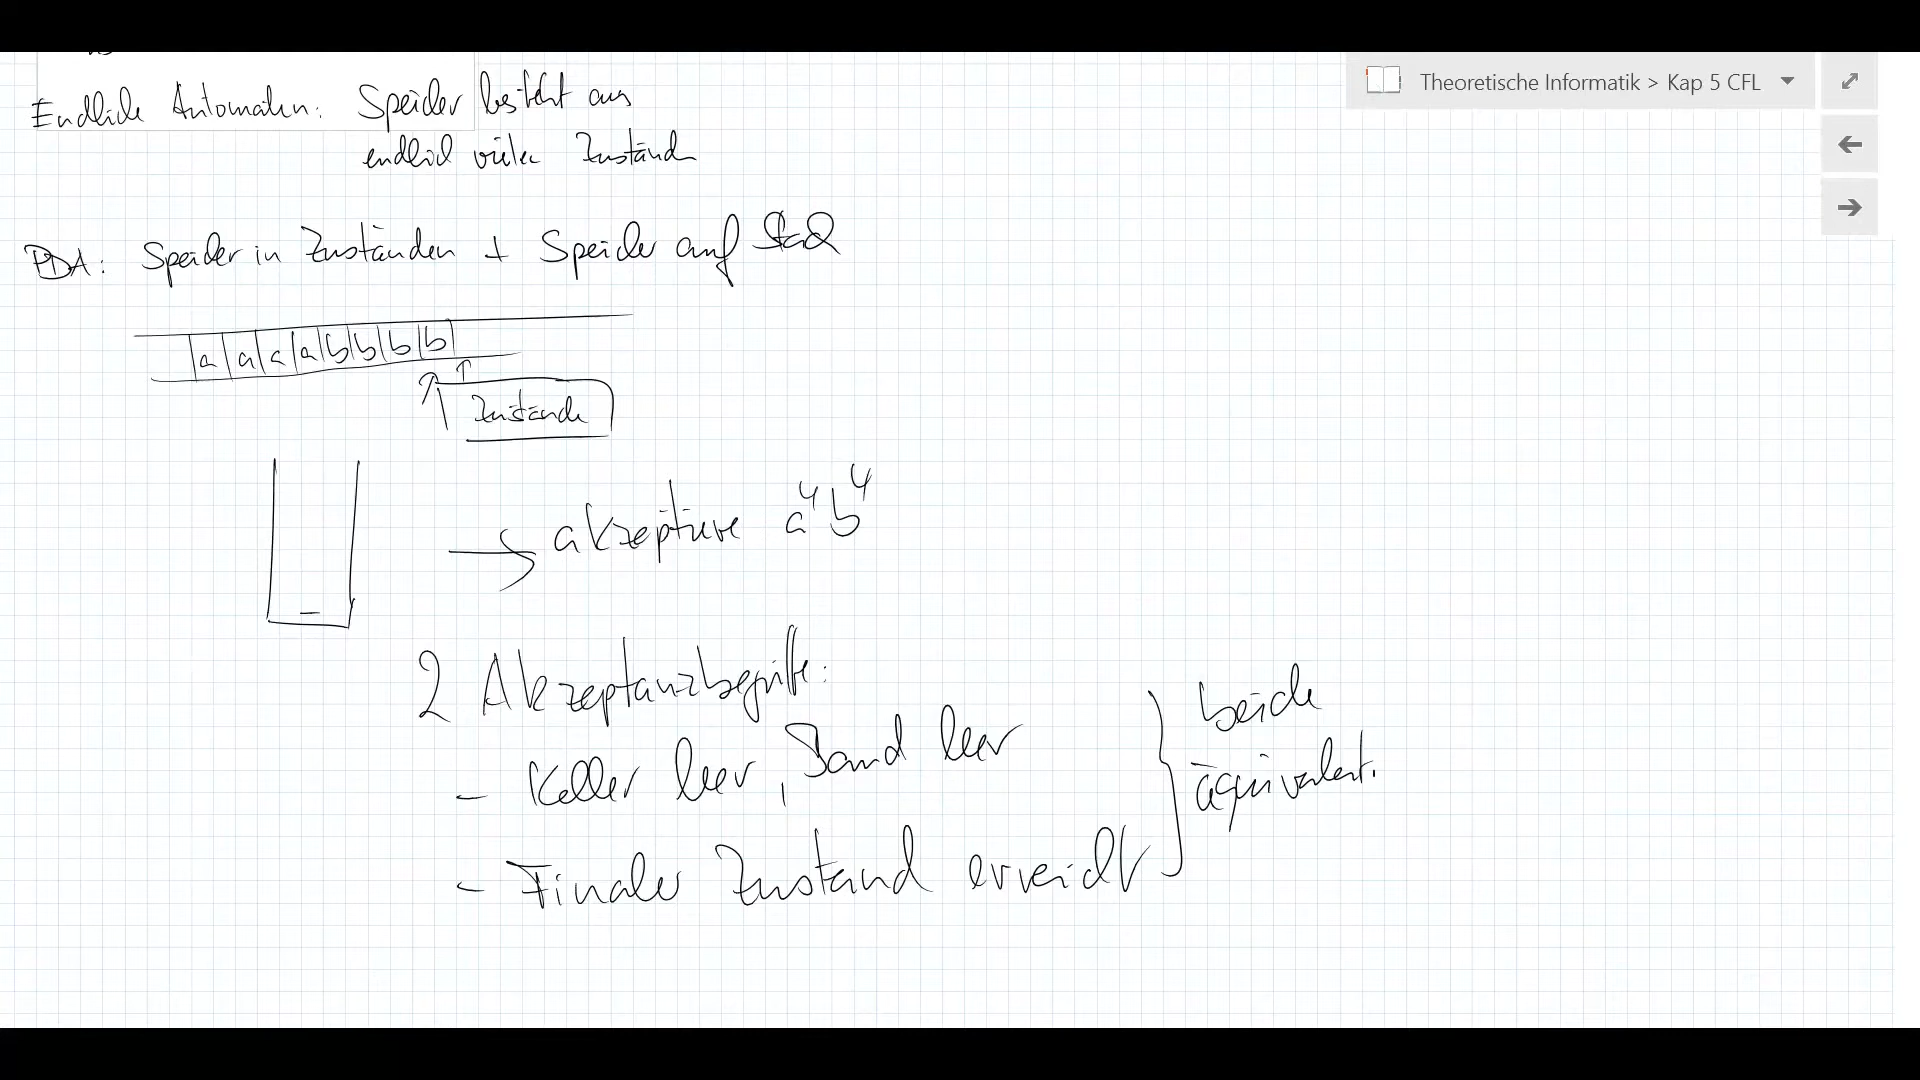 Theoretische Informatik > Kap 5 CFL
Endliche Automaten: Speicher besteht aus
endlich vielen Zuständen
PDA: Speicher in Zuständen + Speicher auf Stack
a a a a b b b b
Zustände
→ akzeptiere a⁴b⁴
2 Akzeptanzbegriffe:
- Keller leer, Band leer
- Finaler Zustand erreicht
beide
äquivalent.